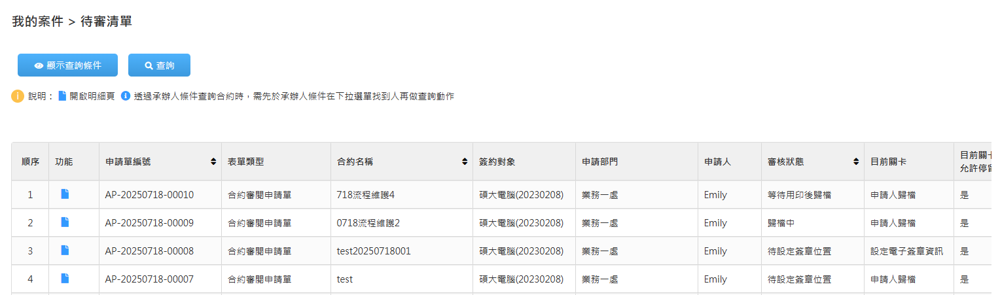 我的案件 > 待審清單
顯示查詢條件 查詢
說明： 開啟明細頁 透過承辦人條件查詢合約時，需先於承辦人條件在下拉選單找到人再做查詢動作
順序 功能 申請單編號 表單類型 合約名稱 簽約對象 申請部門 申請人 審核狀態 目前關卡 目前關卡
允許停留
1 AP-20250718-00010 合約審閱申請單 718流程維護4 碩大電腦(20230208) 業務一處 Emily 等待用印後歸檔 申請人歸檔 是
2 AP-20250718-00009 合約審閱申請單 0718流程維護2 碩大電腦(20230208) 業務一處 Emily 歸檔中 申請人歸檔 是
3 AP-20250718-00008 合約審閱申請單 test20250718001 碩大電腦(20230208) 業務一處 Emily 待設定簽章位置 設定電子簽章資訊 是
4 AP-20250718-00007 合約審閱申請單 test 碩大電腦(20230208) 業務一處 Emily 待設定簽章位置 申請人歸檔 是